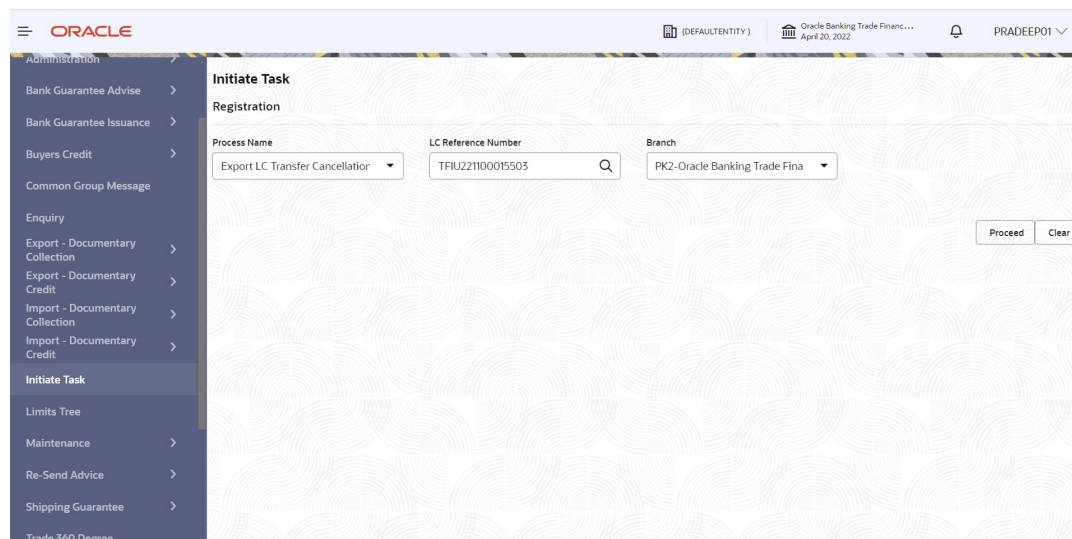 ORACLE
(DEFAULTENTITY)
Oracle Banking Trade Financ...
April 20, 2022
PRADEEP01
Administration
Bank Guarantee Advise
Bank Guarantee Issuance
Buyers Credit
Common Group Message
Enquiry
Export - Documentary
Collection
Export - Documentary
Credit
Import - Documentary
Collection
Import - Documentary
Credit
Initiate Task
Limits Tree
Maintenance
Re-Send Advice
Shipping Guarantee
Trade 360 Degree
Initiate Task
Registration
Process Name
LC Reference Number
Branch
Export LC Transfer Cancellation
TFIU221100015503
PK2-Oracle Banking Trade Fina
Proceed
Clear